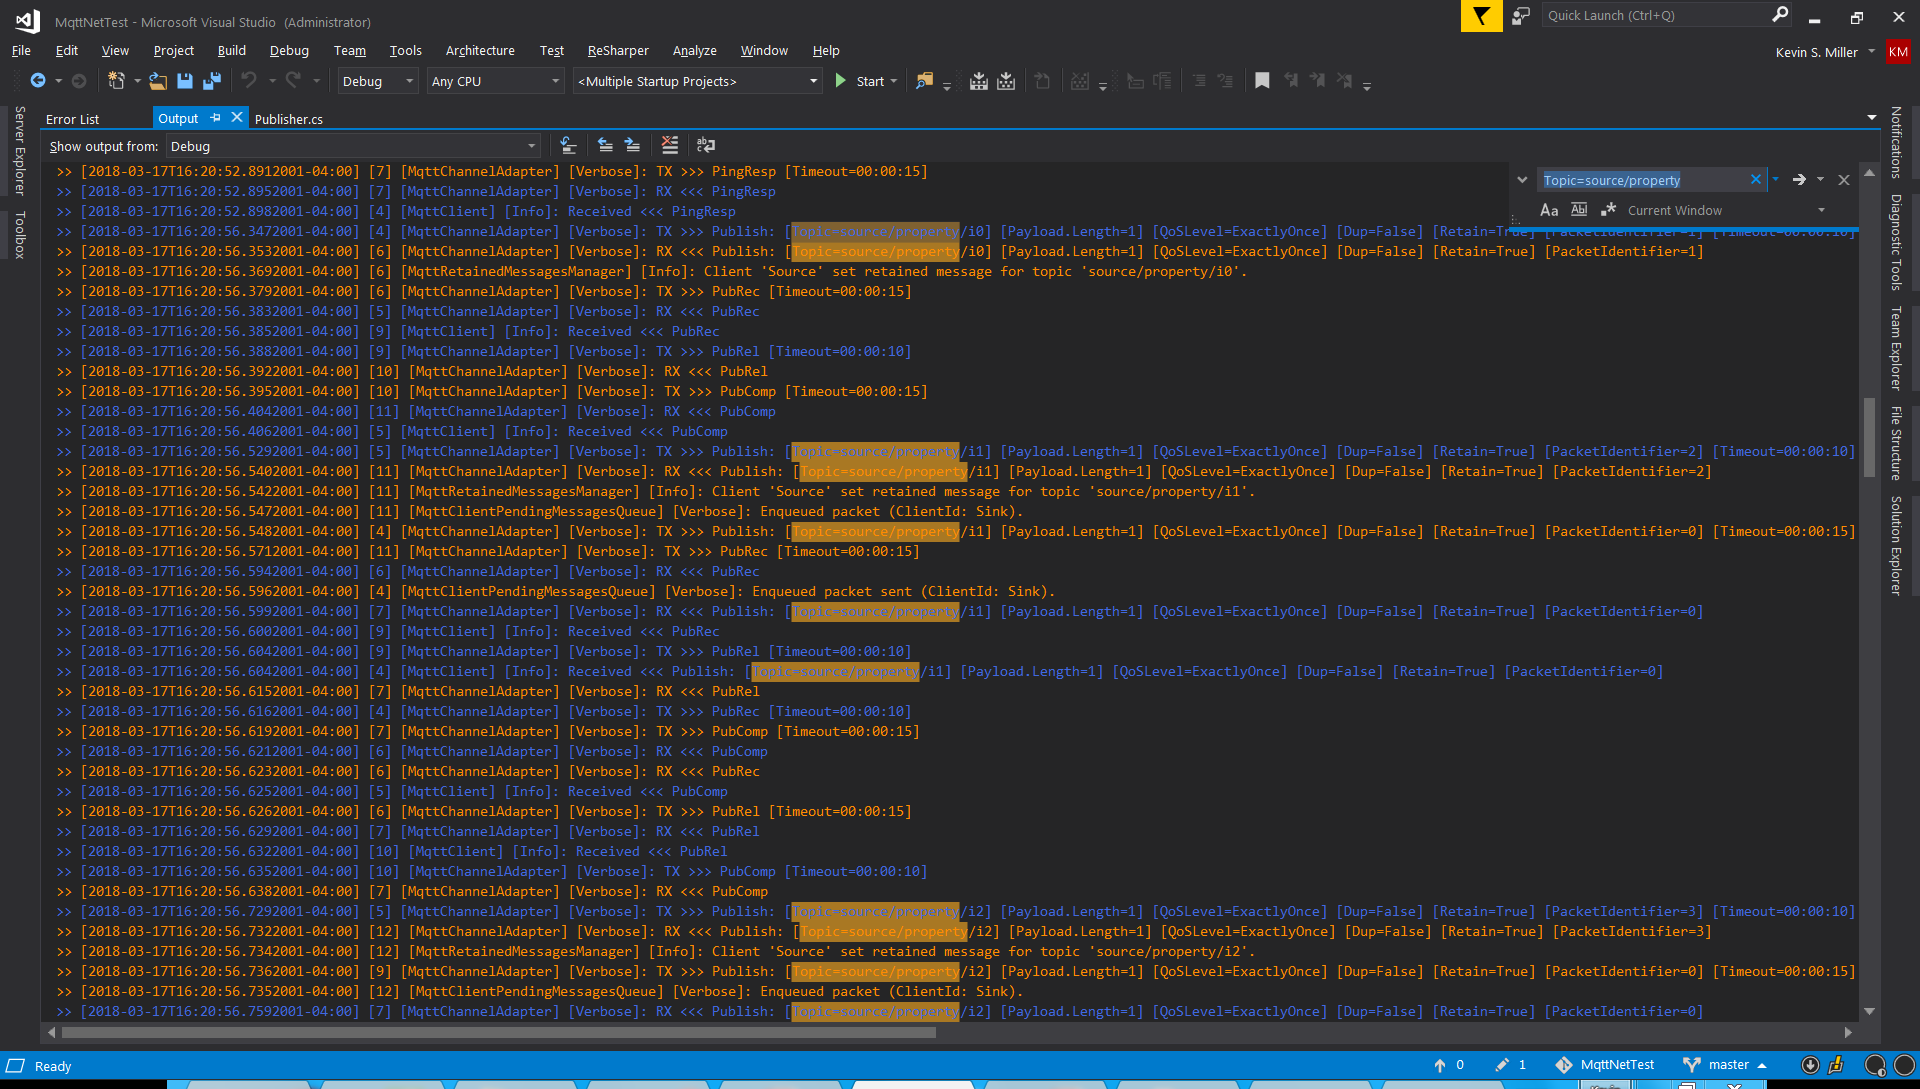 MqttNetTest - Microsoft Visual Studio (Administrator)
Quick Launch (Ctrl+Q)
File Edit View Project Build Debug Team Tools Architecture Test ReSharper Analyze Window Help
Kevin S. Miller KM
Debug Any CPU <Multiple Startup Projects> Start
Server Explorer
Toolbox
Error List Output Publisher.cs
Show output from: Debug
Topic=source/property
Aa Abl Current Window
>> [2018-03-17T16:20:52.8912001-04:00] [7] [MqttChannelAdapter] [Verbose]: TX >>> PingResp [Timeout=00:00:15]
>> [2018-03-17T16:20:52.8952001-04:00] [7] [MqttChannelAdapter] [Verbose]: RX <<< PingResp
>> [2018-03-17T16:20:52.8982001-04:00] [4] [MqttClient] [Info]: Received <<< PingResp
>> [2018-03-17T16:20:56.3472001-04:00] [4] [MqttChannelAdapter] [Verbose]: TX >>> Publish: [Topic=source/property/i0] [Payload.Length=1] [QoSLevel=ExactlyOnce] [Dup=False] [Retain=True] [PacketIdentifier=1] [Timeout=00:00:10]
>> [2018-03-17T16:20:56.3532001-04:00] [6] [MqttChannelAdapter] [Verbose]: RX <<< Publish: [Topic=source/property/i0] [Payload.Length=1] [QoSLevel=ExactlyOnce] [Dup=False] [Retain=True] [PacketIdentifier=1]
>> [2018-03-17T16:20:56.3692001-04:00] [6] [MqttRetainedMessagesManager] [Info]: Client 'Source' set retained message for topic 'source/property/i0'.
>> [2018-03-17T16:20:56.3792001-04:00] [6] [MqttChannelAdapter] [Verbose]: TX >>> PubRec [Timeout=00:00:15]
>> [2018-03-17T16:20:56.3832001-04:00] [5] [MqttChannelAdapter] [Verbose]: RX <<< PubRec
>> [2018-03-17T16:20:56.3852001-04:00] [9] [MqttClient] [Info]: Received <<< PubRec
>> [2018-03-17T16:20:56.3882001-04:00] [9] [MqttChannelAdapter] [Verbose]: TX >>> PubRel [Timeout=00:00:10]
>> [2018-03-17T16:20:56.3922001-04:00] [10] [MqttChannelAdapter] [Verbose]: RX <<< PubRel
>> [2018-03-17T16:20:56.3952001-04:00] [10] [MqttChannelAdapter] [Verbose]: TX >>> PubComp [Timeout=00:00:15]
>> [2018-03-17T16:20:56.4042001-04:00] [11] [MqttChannelAdapter] [Verbose]: RX <<< PubComp
>> [2018-03-17T16:20:56.4062001-04:00] [5] [MqttClient] [Info]: Received <<< PubComp
>> [2018-03-17T16:20:56.5292001-04:00] [5] [MqttChannelAdapter] [Verbose]: TX >>> Publish: [Topic=source/property/i1] [Payload.Length=1] [QoSLevel=ExactlyOnce] [Dup=False] [Retain=True] [PacketIdentifier=2] [Timeout=00:00:10]
>> [2018-03-17T16:20:56.5402001-04:00] [11] [MqttChannelAdapter] [Verbose]: RX <<< Publish: [Topic=source/property/i1] [Payload.Length=1] [QoSLevel=ExactlyOnce] [Dup=False] [Retain=True] [PacketIdentifier=2]
>> [2018-03-17T16:20:56.5422001-04:00] [11] [MqttRetainedMessagesManager] [Info]: Client 'Source' set retained message for topic 'source/property/i1'.
>> [2018-03-17T16:20:56.5472001-04:00] [11] [MqttClientPendingMessagesQueue] [Verbose]: Enqueued packet (ClientId: Sink).
>> [2018-03-17T16:20:56.5482001-04:00] [4] [MqttChannelAdapter] [Verbose]: TX >>> Publish: [Topic=source/property/i1] [Payload.Length=1] [QoSLevel=ExactlyOnce] [Dup=False] [Retain=True] [PacketIdentifier=0] [Timeout=00:00:15]
>> [2018-03-17T16:20:56.5712001-04:00] [11] [MqttChannelAdapter] [Verbose]: TX >>> PubRec [Timeout=00:00:15]
>> [2018-03-17T16:20:56.5942001-04:00] [6] [MqttChannelAdapter] [Verbose]: RX <<< PubRec
>> [2018-03-17T16:20:56.5962001-04:00] [4] [MqttClientPendingMessagesQueue] [Verbose]: Enqueued packet sent (ClientId: Sink).
>> [2018-03-17T16:20:56.5992001-04:00] [7] [MqttChannelAdapter] [Verbose]: RX <<< Publish: [Topic=source/property/i1] [Payload.Length=1] [QoSLevel=ExactlyOnce] [Dup=False] [Retain=True] [PacketIdentifier=0]
>> [2018-03-17T16:20:56.6002001-04:00] [9] [MqttClient] [Info]: Received <<< PubRec
>> [2018-03-17T16:20:56.6042001-04:00] [9] [MqttChannelAdapter] [Verbose]: TX >>> PubRel [Timeout=00:00:10]
>> [2018-03-17T16:20:56.6042001-04:00] [4] [MqttClient] [Info]: Received <<< Publish: [Topic=source/property/i1] [Payload.Length=1] [QoSLevel=ExactlyOnce] [Dup=False] [Retain=True] [PacketIdentifier=0]
>> [2018-03-17T16:20:56.6152001-04:00] [7] [MqttChannelAdapter] [Verbose]: RX <<< PubRel
>> [2018-03-17T16:20:56.6162001-04:00] [4] [MqttChannelAdapter] [Verbose]: TX >>> PubRec [Timeout=00:00:10]
>> [2018-03-17T16:20:56.6192001-04:00] [7] [MqttChannelAdapter] [Verbose]: TX >>> PubComp [Timeout=00:00:15]
>> [2018-03-17T16:20:56.6212001-04:00] [6] [MqttChannelAdapter] [Verbose]: RX <<< PubComp
>> [2018-03-17T16:20:56.6232001-04:00] [6] [MqttChannelAdapter] [Verbose]: RX <<< PubRec
>> [2018-03-17T16:20:56.6252001-04:00] [5] [MqttClient] [Info]: Received <<< PubComp
>> [2018-03-17T16:20:56.6262001-04:00] [6] [MqttChannelAdapter] [Verbose]: TX >>> PubRel [Timeout=00:00:15]
>> [2018-03-17T16:20:56.6292001-04:00] [7] [MqttChannelAdapter] [Verbose]: RX <<< PubRel
>> [2018-03-17T16:20:56.6322001-04:00] [10] [MqttClient] [Info]: Received <<< PubRel
>> [2018-03-17T16:20:56.6352001-04:00] [10] [MqttChannelAdapter] [Verbose]: TX >>> PubComp [Timeout=00:00:10]
>> [2018-03-17T16:20:56.6382001-04:00] [7] [MqttChannelAdapter] [Verbose]: RX <<< PubComp
>> [2018-03-17T16:20:56.7292001-04:00] [5] [MqttChannelAdapter] [Verbose]: TX >>> Publish: [Topic=source/property/i2] [Payload.Length=1] [QoSLevel=ExactlyOnce] [Dup=False] [Retain=True] [PacketIdentifier=3] [Timeout=00:00:10]
>> [2018-03-17T16:20:56.7322001-04:00] [12] [MqttChannelAdapter] [Verbose]: RX <<< Publish: [Topic=source/property/i2] [Payload.Length=1] [QoSLevel=ExactlyOnce] [Dup=False] [Retain=True] [PacketIdentifier=3]
>> [2018-03-17T16:20:56.7342001-04:00] [12] [MqttRetainedMessagesManager] [Info]: Client 'Source' set retained message for topic 'source/property/i2'.
>> [2018-03-17T16:20:56.7362001-04:00] [9] [MqttChannelAdapter] [Verbose]: TX >>> Publish: [Topic=source/property/i2] [Payload.Length=1] [QoSLevel=ExactlyOnce] [Dup=False] [Retain=True] [PacketIdentifier=0] [Timeout=00:00:15]
>> [2018-03-17T16:20:56.7352001-04:00] [12] [MqttClientPendingMessagesQueue] [Verbose]: Enqueued packet (ClientId: Sink).
>> [2018-03-17T16:20:56.7592001-04:00] [7] [MqttChannelAdapter] [Verbose]: RX <<< Publish: [Topic=source/property/i2] [Payload.Length=1] [QoSLevel=ExactlyOnce] [Dup=False] [Retain=True] [PacketIdentifier=0]
Notifications
Diagnostic Tools
Team Explorer
File Structure
Solution Explorer
Ready 0 1 MqttNetTest master